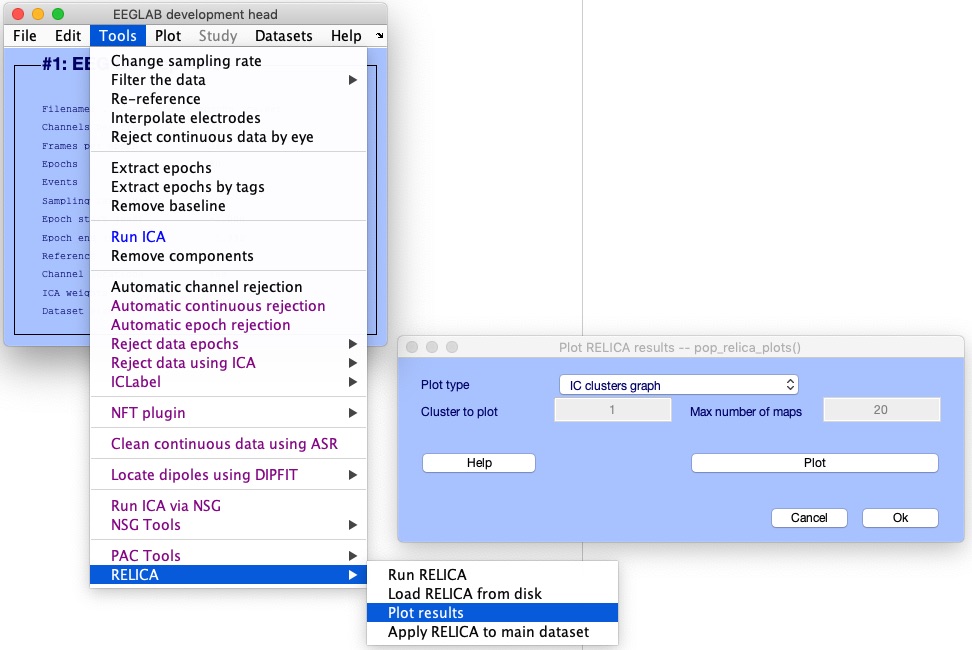 EEGLAB development head
File Edit Tools Plot Study Datasets Help
#1: EE
Filename
Channels
Frames p
Epochs
Events
Sampling
Epoch st
Epoch en
Referenc
Channel
ICA weig
Dataset
Change sampling rate
Filter the data
Re-reference
Interpolate electrodes
Reject continuous data by eye
Extract epochs
Extract epochs by tags
Remove baseline
Run ICA
Remove components
Automatic channel rejection
Automatic continuous rejection
Automatic epoch rejection
Reject data epochs
Reject data using ICA
ICLabel
NFT plugin
Clean continuous data using ASR
Locate dipoles using DIPFIT
Run ICA via NSG
NSG Tools
PAC Tools
RELICA
Run RELICA
Load RELICA from disk
Plot results
Apply RELICA to main dataset
Plot RELICA results -- pop_relica_plots()
Plot type IC clusters graph
Cluster to plot 1 Max number of maps 20
Help Plot
Cancel Ok